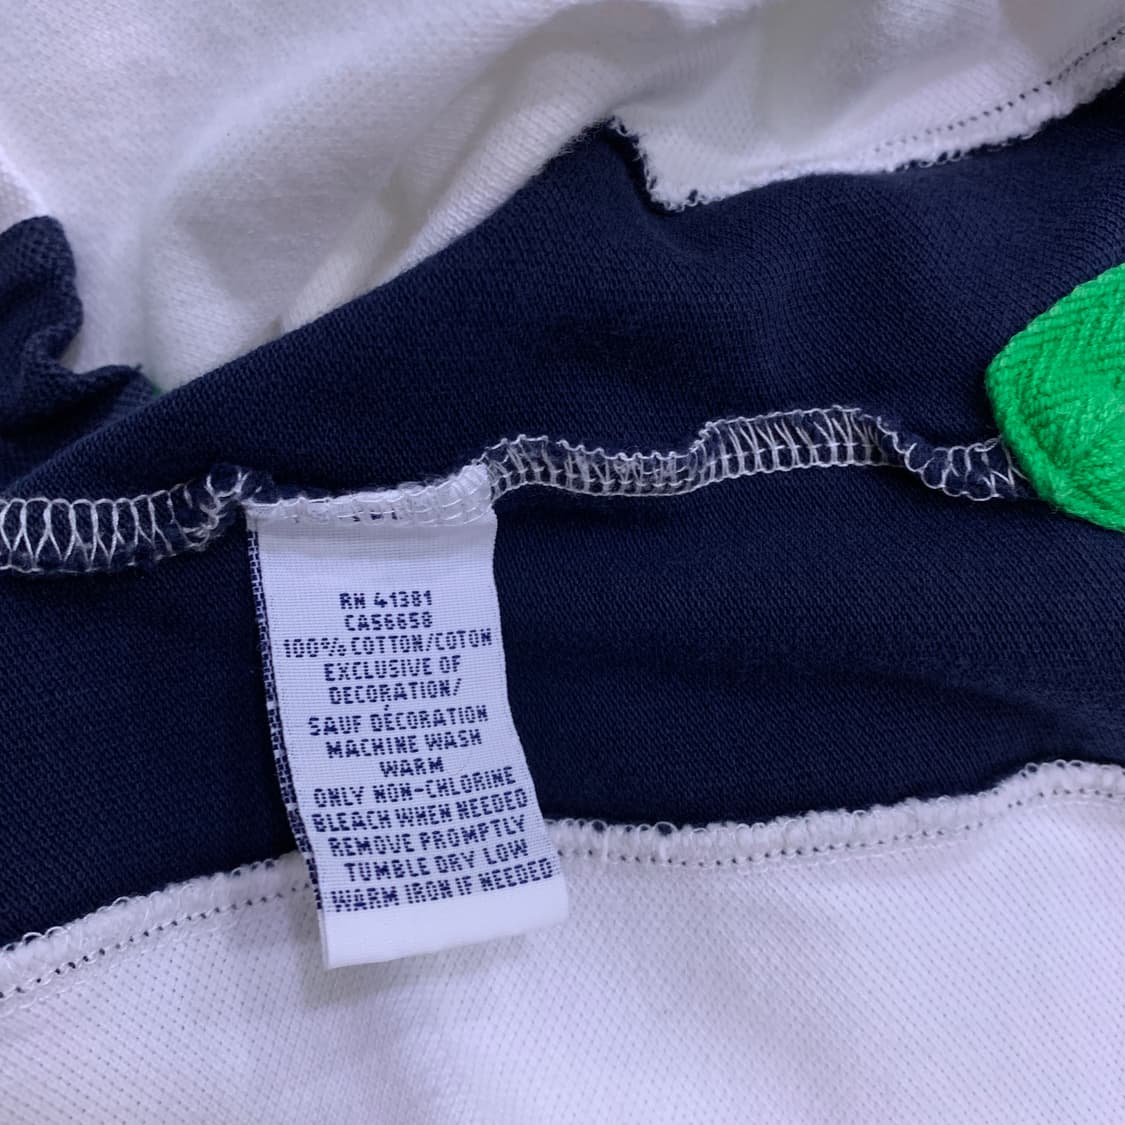 RN 41381
CA56658
100% COTTON/COTON
EXCLUSIVE OF
DECORATION/
SAUF DÉCORATION
MACHINE WASH
WARM
ONLY NON-CHLORINE
BLEACH WHEN NEEDED
REMOVE PROMPTLY
TUMBLE DRY LOW
WARM IRON IF NEEDED